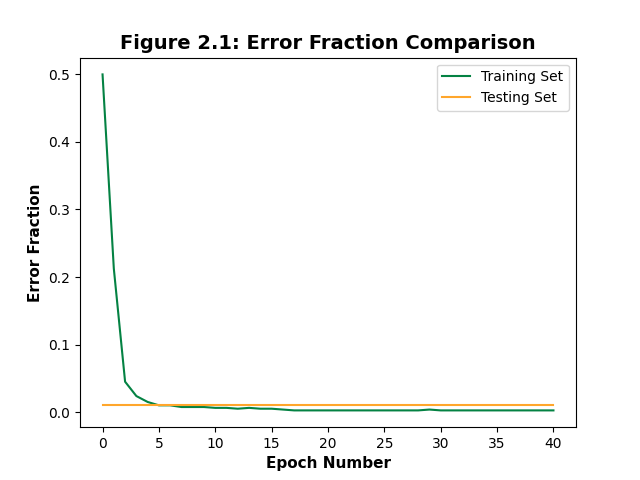 Figure 2.1: Error Fraction Comparison
Training Set
Testing Set
0.5
0.4
0.3
0.2
0.1
0.0
Error Fraction
0 5 10 15 20 25 30 35 40
Epoch Number